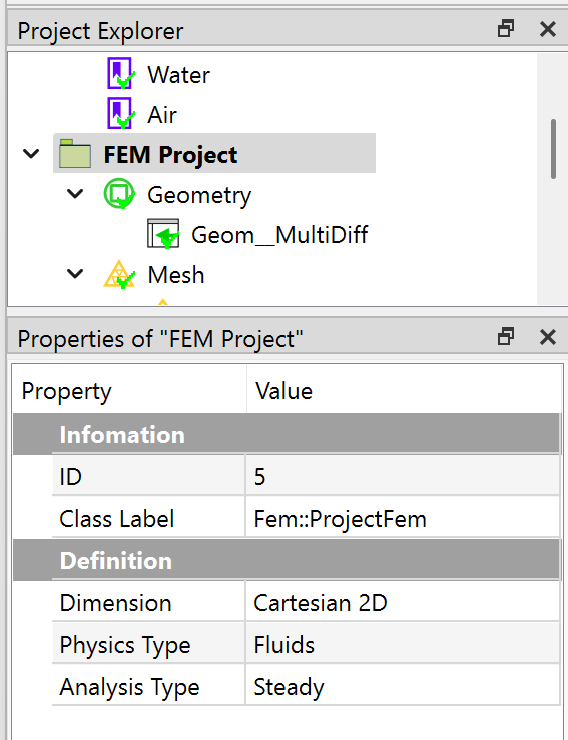 Project Explorer
Water
Air
FEM Project
Geometry
Geom__MultiDiff
Mesh
Properties of "FEM Project"
Property Value
Infomation
ID 5
Class Label Fem::ProjectFem
Definition
Dimension Cartesian 2D
Physics Type Fluids
Analysis Type Steady